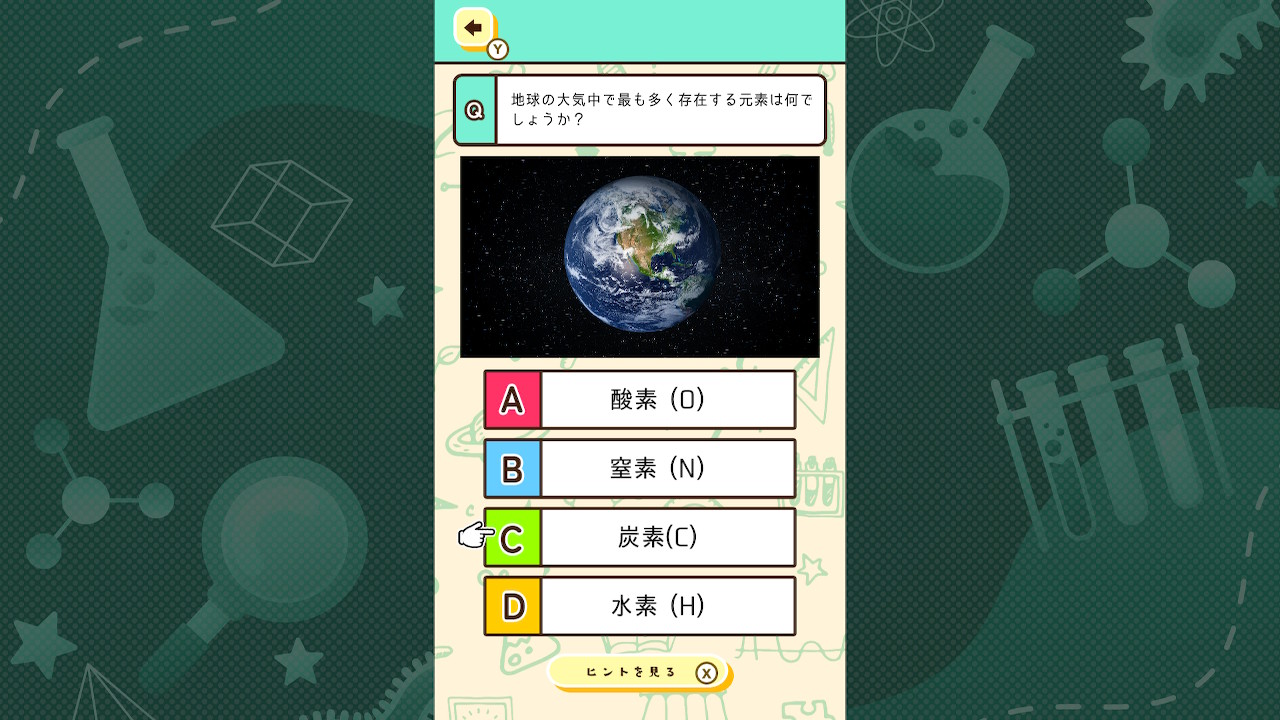 Y
Q
地球の大気中で最も多く存在する元素は何で
しょうか？
A 酸素 (O)
B 窒素 (N)
C 炭素(C)
D 水素 (H)
ヒントを見る X